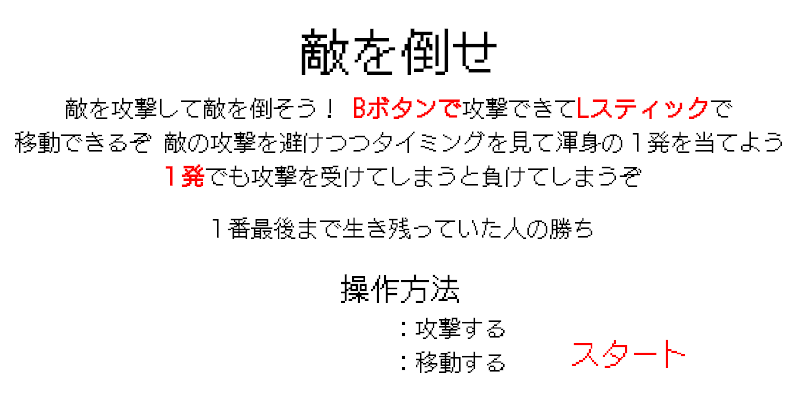 敵を倒せ
敵を攻撃して敵を倒そう！ Bボタンで攻撃できてLスティックで
移動できるぞ 敵の攻撃を避けつつタイミングを見て渾身の１発を当てよう
１発でも攻撃を受けてしまうと負けてしまうぞ
１番最後まで生き残っていた人の勝ち
操作方法
：攻撃する
：移動する
スタート